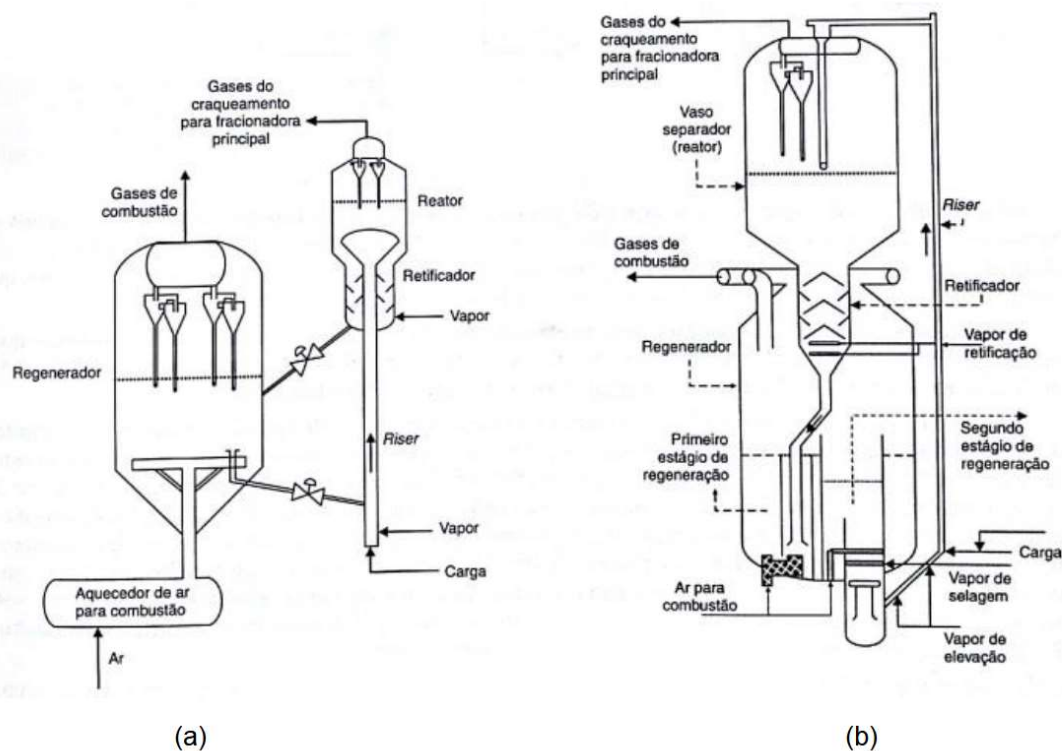 Gases do
craqueamento
para fracionadora
principal
Gases de
combustão
Reator
Retificador
Vapor
Regenerador
Riser
Vapor
Carga
Aquecedor de ar
para combustão
Ar
(a)
Gases do
craqueamento
para fracionadora
principal
Vaso
separador
(reator)
Riser
Gases de
combustão
Retificador
Vapor de
retificação
Regenerador
Primeiro
estágio de
regeneração
Segundo
estágio de
regeneração
Carga
Ar para
combustão
Vapor de
selagem
Vapor de
elevação
(b)